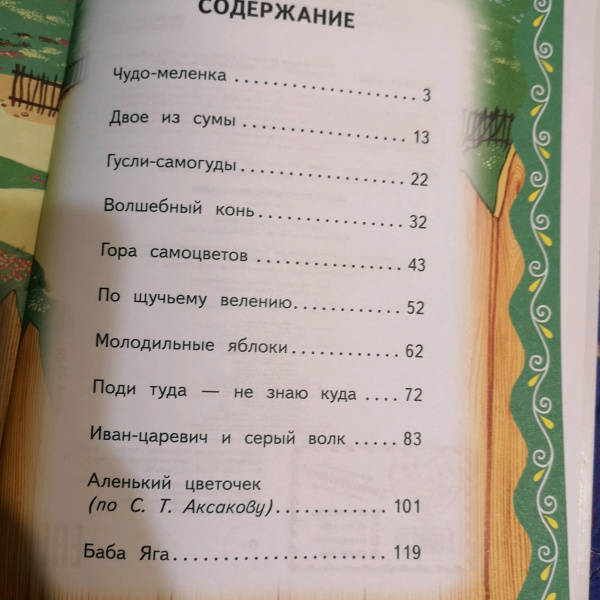 СОДЕРЖАНИЕ
Чудо-меленка .................... 3
Двое из сумы .................. 13
Гусли-самогуды .................. 22
Волшебный конь ................ 32
Гора самоцветов ................ 43
По щучьему велению ............ 52
Молодильные яблоки ............ 62
Поди туда — не знаю куда .... 72
Иван-царевич и серый волк ..... 83
Аленький цветочек
(по С. Т. Аксакову) ............ 101
Баба Яга ........................ 119